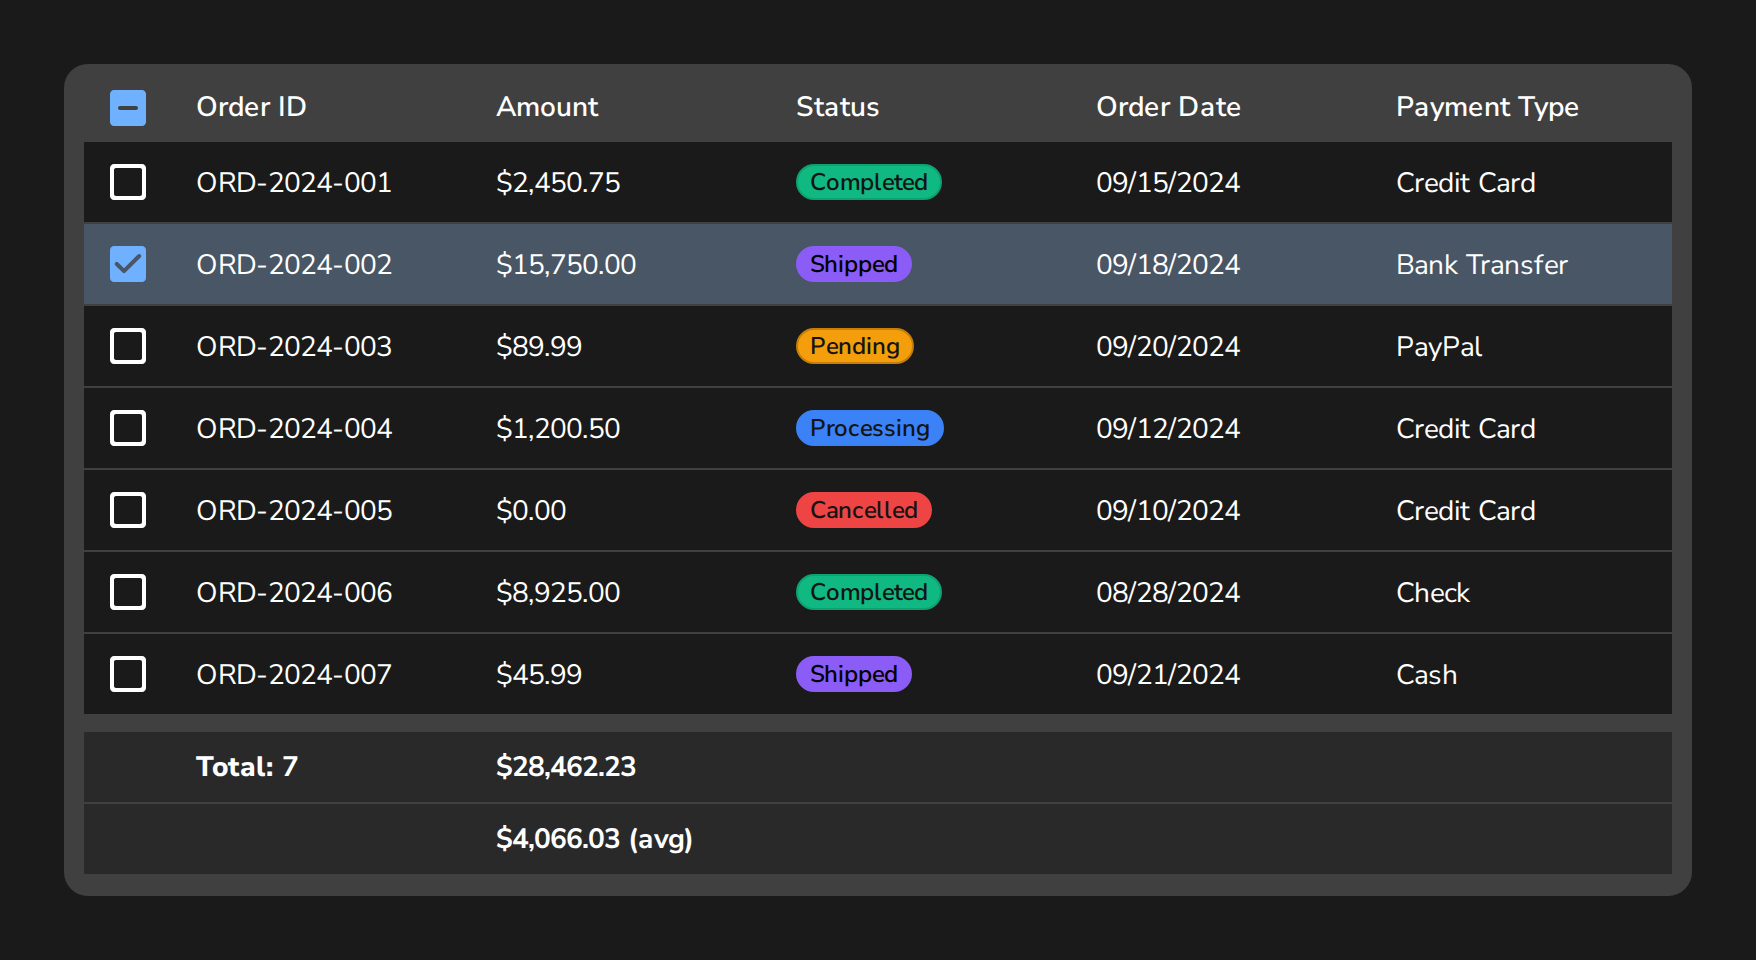 Order ID Amount Status Order Date Payment Type
ORD-2024-001 $2,450.75 Completed 09/15/2024 Credit Card
ORD-2024-002 $15,750.00 Shipped 09/18/2024 Bank Transfer
ORD-2024-003 $89.99 Pending 09/20/2024 PayPal
ORD-2024-004 $1,200.50 Processing 09/12/2024 Credit Card
ORD-2024-005 $0.00 Cancelled 09/10/2024 Credit Card
ORD-2024-006 $8,925.00 Completed 08/28/2024 Check
ORD-2024-007 $45.99 Shipped 09/21/2024 Cash
Total: 7 $28,462.23
$4,066.03 (avg)